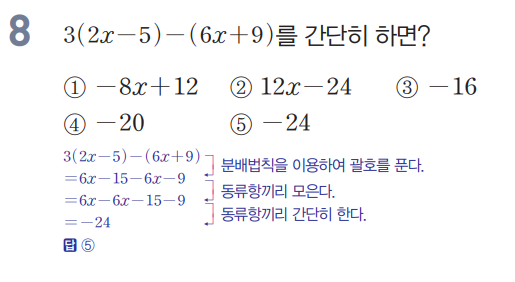 8 3(2x-5)-(6x+9)를 간단히 하면?
① -8x+12 ② 12x-24 ③ -16
④ -20 ⑤ -24
3(2x-5)-(6x+9)
분배법칙을 이용하여 괄호를 푼다.
=6x-15-6x-9
동류항끼리 모은다.
=6x-6x-15-9
동류항끼리 간단히 한다.
=-24
답 ⑤